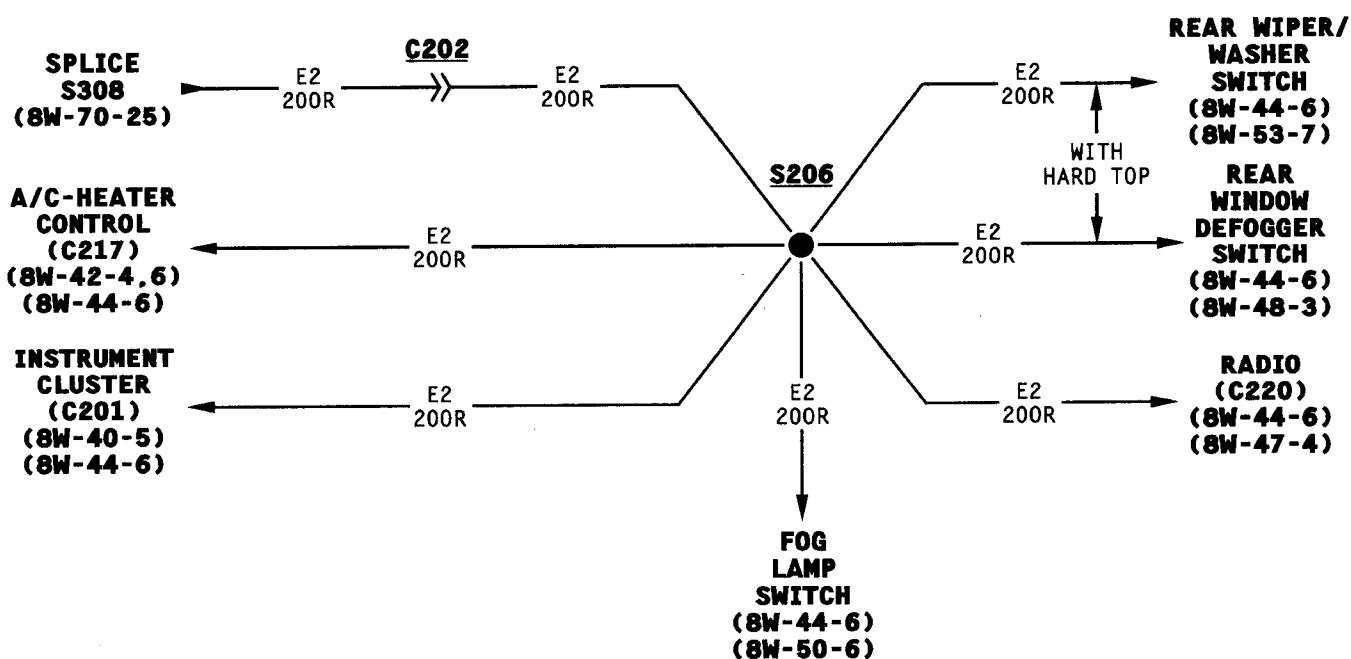 SPLICE
S308
(8W-70-25)
E2
200R
C202
E2
200R
E2
200R
REAR WIPER/
WASHER
SWITCH
(8W-44-6)
(8W-53-7)
WITH
HARD TOP
S206
A/C-HEATER
CONTROL
(C217)
(8W-42-4,6)
(8W-44-6)
E2
200R
E2
200R
REAR
WINDOW
DEFOGGER
SWITCH
(8W-44-6)
(8W-48-3)
INSTRUMENT
CLUSTER
(C201)
(8W-40-5)
(8W-44-6)
E2
200R
E2
200R
E2
200R
RADIO
(C220)
(8W-44-6)
(8W-47-4)
FOG
LAMP
SWITCH
(8W-44-6)
(8W-50-6)